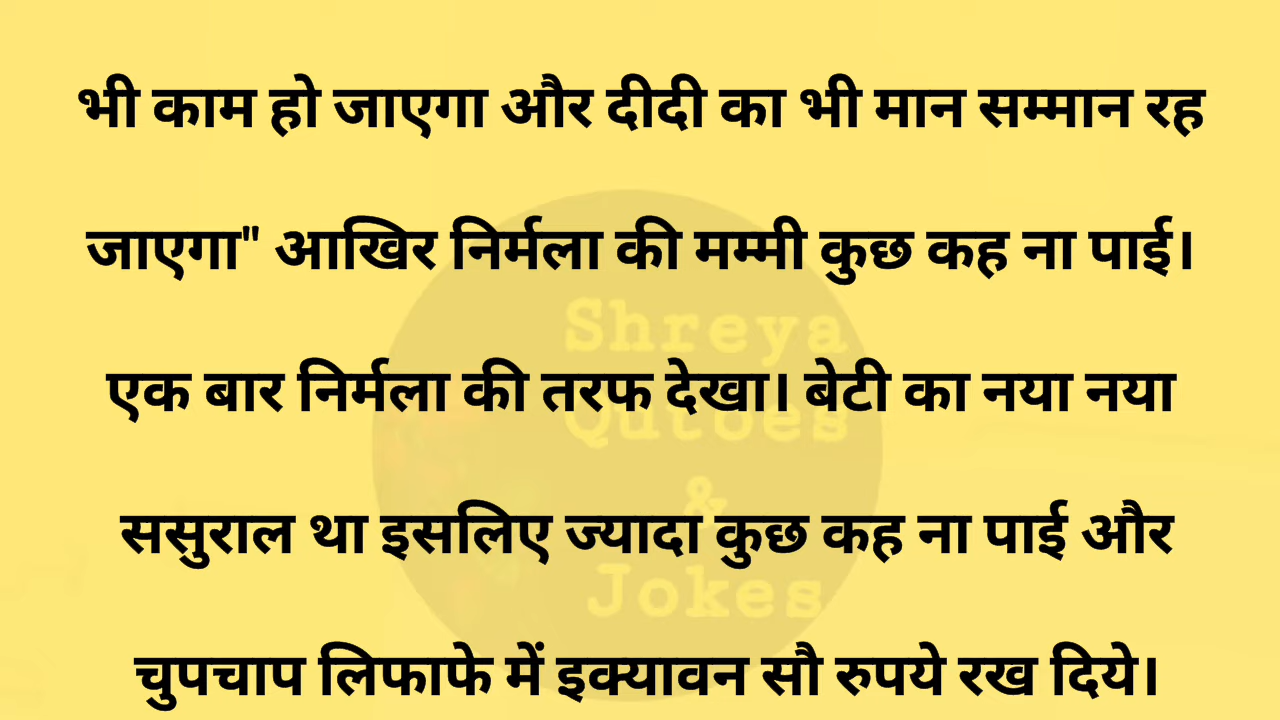 भी काम हो जाएगा और दीदी का भी मान सम्मान रह
जाएगा" आखिर निर्मला की मम्मी कुछ कह ना पाई।
एक बार निर्मला की तरफ देखा। बेटी का नया नया
ससुराल था इसलिए ज्यादा कुछ कह ना पाई और
चुपचाप लिफाफे में इक्यावन सौ रुपये रख दिये।
Shreya
Qutoes
&
Jokes